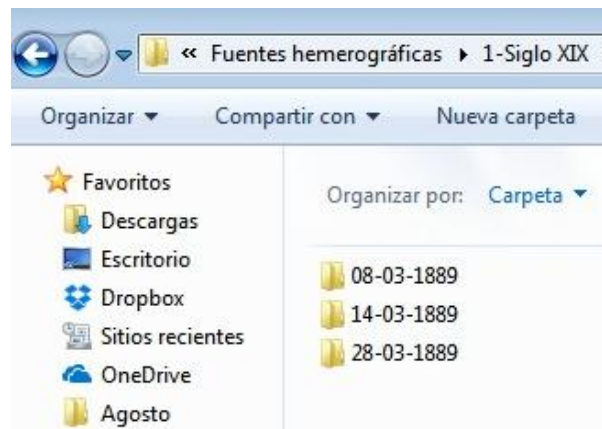 « Fuentes hemerográficas ▸ 1-Siglo XIX
Organizar ▾ Compartir con ▾ Nueva carpeta
Favoritos
Descargas
Escritorio
Dropbox
Sitios recientes
OneDrive
Agosto
Organizar por: Carpeta ▾
08-03-1889
14-03-1889
28-03-1889